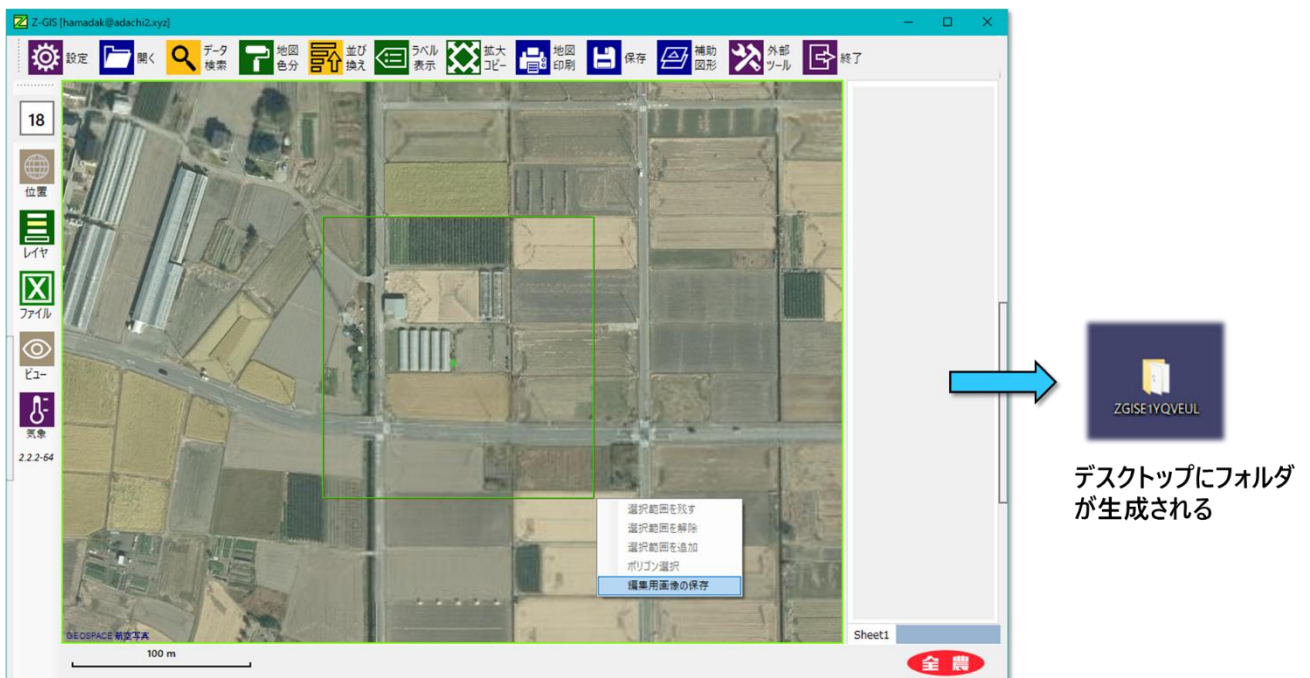 Z-GIS [hamadak@adachi2.xyz]
設定
開く
データ
検索
地図
色分
並び
換え
ラベル
表示
拡大
コピー
地図
印刷
保存
補助
図形
外部
ツール
終了
18
位置
レイヤ
ファイル
ビュー
気象
2.2.2-64
選択範囲を残す
選択範囲を解除
選択範囲を追加
ポリゴン選択
編集用画像の保存
GEOSPACE 航空写真
100 m
Sheet1
全農
ZGISE1YQVEUL
デスクトップにフォルダ
が生成される